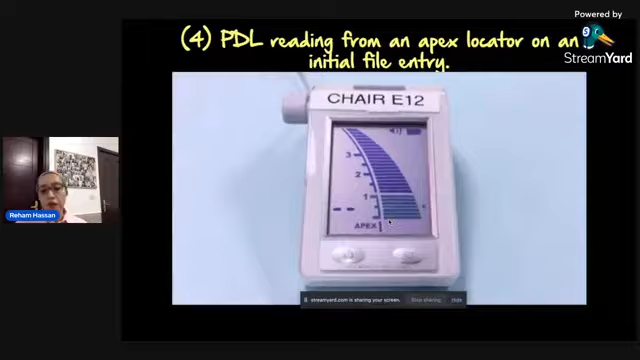 Powered by
StreamYard
(4) PDL reading from an apex locator on an
initial file entry.
CHAIR E12
3
2
1
APEX
Reham Hassan
streamyard.com is sharing your screen.
Stop sharing
Hide